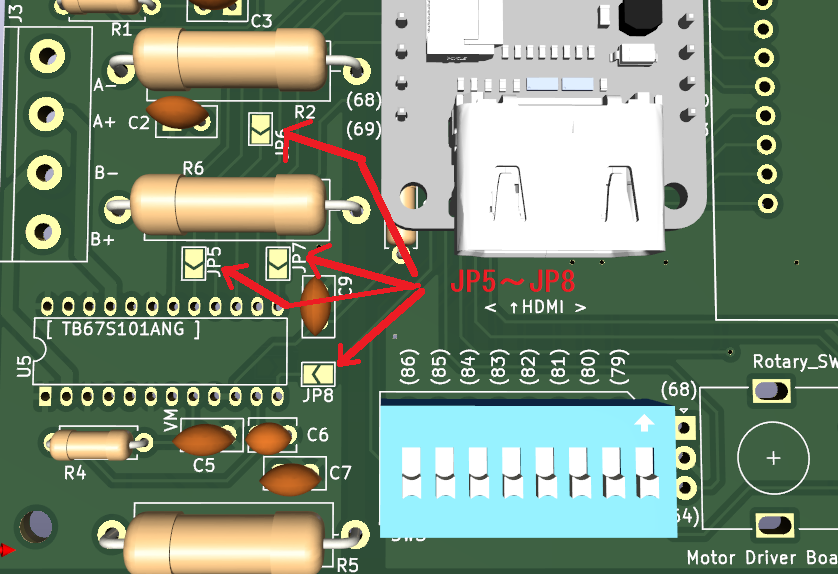 J3
R1
C3
A-
R2
(68)
C2
A+
(69)
JP6
B-
R6
B+
JP5
JP7
JP5～JP8
C9
< ↑HDMI >
[ TB67S101ANG ]
U5
(86)
(85)
(84)
(83)
(82)
(81)
(80)
(79)
Rotary_SW
(68)
JP8
VM
C6
R4
C5
C7
64)
R5
Motor Driver Boa